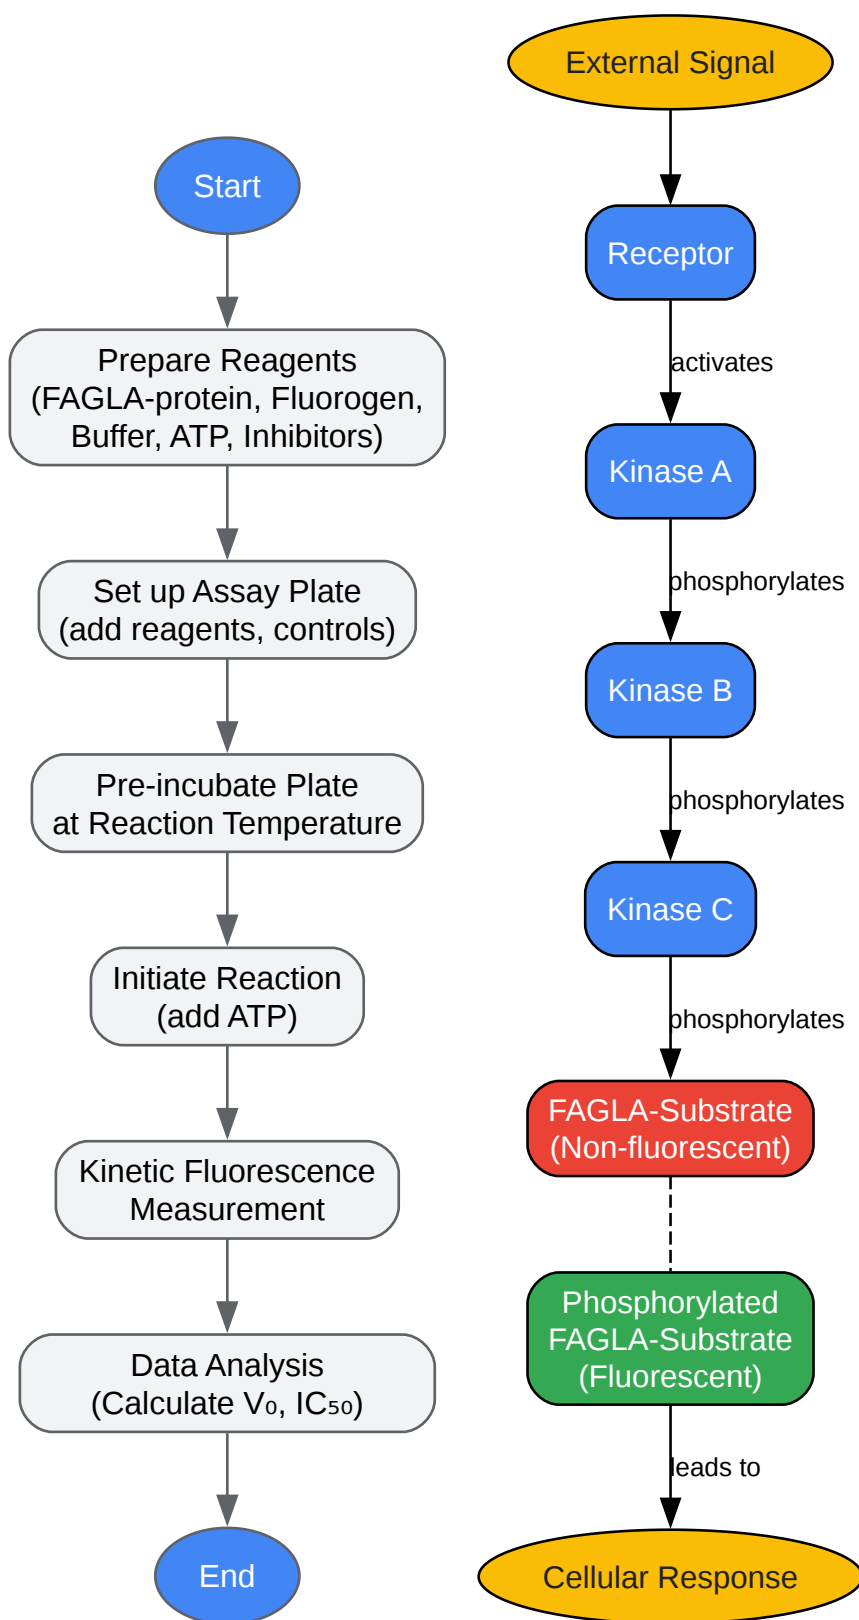 Start
Prepare Reagents
(FAGLA-protein, Fluorogen,
Buffer, ATP, Inhibitors)
Set up Assay Plate
(add reagents, controls)
Pre-incubate Plate
at Reaction Temperature
Initiate Reaction
(add ATP)
Kinetic Fluorescence
Measurement
Data Analysis
(Calculate V₀, IC₅₀)
End
External Signal
Receptor
activates
Kinase A
phosphorylates
Kinase B
phosphorylates
Kinase C
phosphorylates
FAGLA-Substrate
(Non-fluorescent)
Phosphorylated
FAGLA-Substrate
(Fluorescent)
leads to
Cellular Response